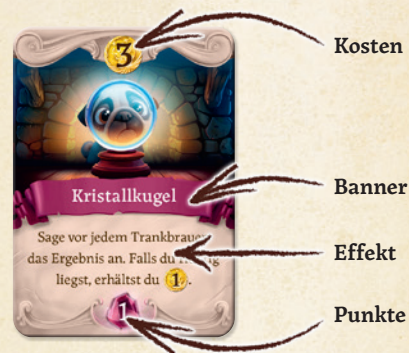 3
Kosten
Kristallkugel
Banner
Sage vor jedem Trankbrauen
das Ergebnis an. Falls du
liegst, erhältst du 1.
Effekt
1
Punkte